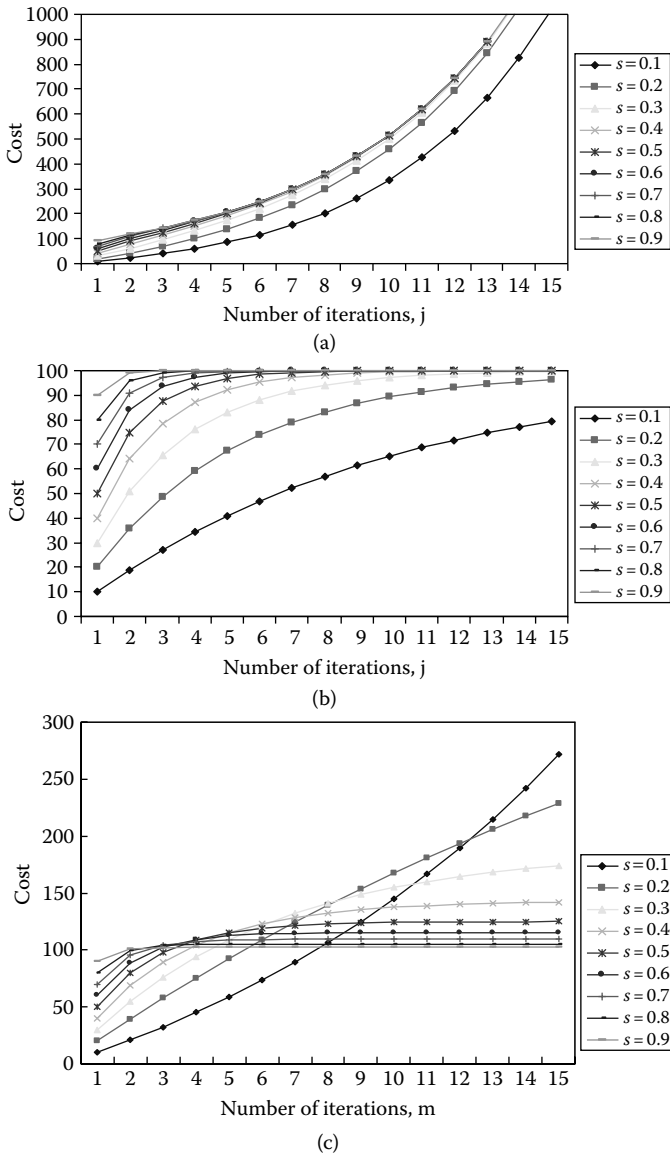 1000
900
800
700
600
500
400
300
200
100
0
Cost
1 2 3 4 5 6 7 8 9 10 11 12 13 14 15
Number of iterations, j
s = 0.1
s = 0.2
s = 0.3
s = 0.4
s = 0.5
s = 0.6
s = 0.7
s = 0.8
s = 0.9
(a)
100
90
80
70
60
50
40
30
20
10
0
Cost
1 2 3 4 5 6 7 8 9 10 11 12 13 14 15
Number of iterations, j
s = 0.1
s = 0.2
s = 0.3
s = 0.4
s = 0.5
s = 0.6
s = 0.7
s = 0.8
s = 0.9
(b)
300
250
200
150
100
50
0
Cost
1 2 3 4 5 6 7 8 9 10 11 12 13 14 15
Number of iterations, m
s = 0.1
s = 0.2
s = 0.3
s = 0.4
s = 0.5
s = 0.6
s = 0.7
s = 0.8
s = 0.9
(c)